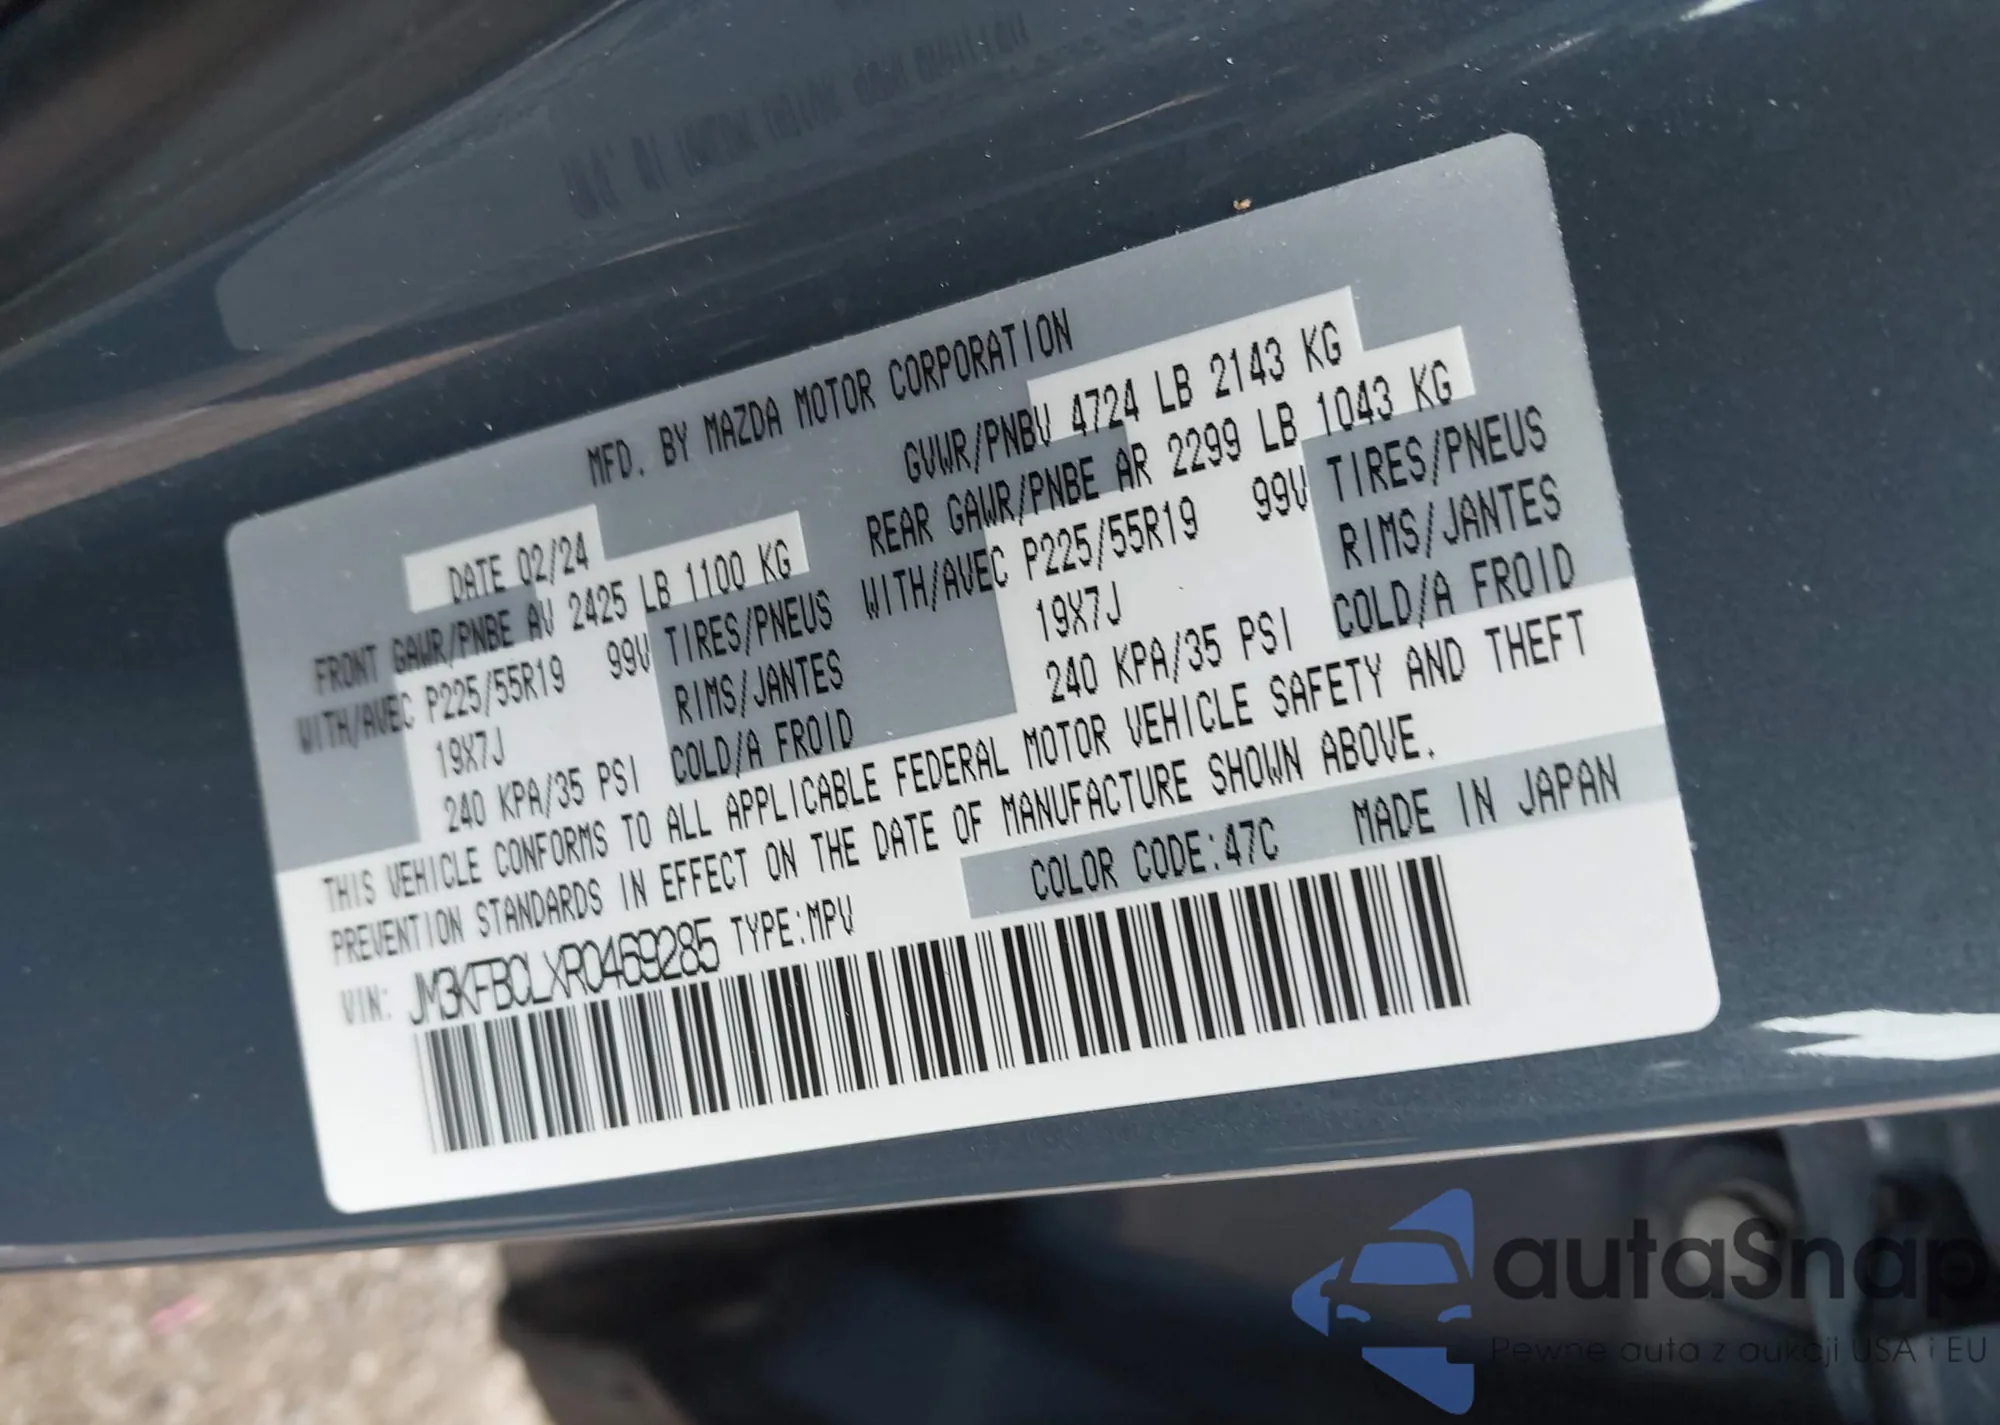 MFD. BY MAZDA MOTOR CORPORATION
DATE 02/24 GVWR/PNBV 4724 LB 2143 KG
FRONT GAWR/PNBE AV 2425 LB 1100 KG REAR GAWR/PNBE AR 2299 LB 1043 KG
WITH/AVEC P225/55R19 99V TIRES/PNEUS WITH/AVEC P225/55R19 99V TIRES/PNEUS
19X7J RIMS/JANTES 19X7J RIMS/JANTES
240 KPA/35 PSI COLD/A FROID 240 KPA/35 PSI COLD/A FROID
THIS VEHICLE CONFORMS TO ALL APPLICABLE FEDERAL MOTOR VEHICLE SAFETY AND THEFT
PREVENTION STANDARDS IN EFFECT ON THE DATE OF MANUFACTURE SHOWN ABOVE.
COLOR CODE:47C MADE IN JAPAN
VIN: JM3KFBCLXR0469285 TYPE:MPV
autaSnap
Pewne auta z aukcji USA i EU